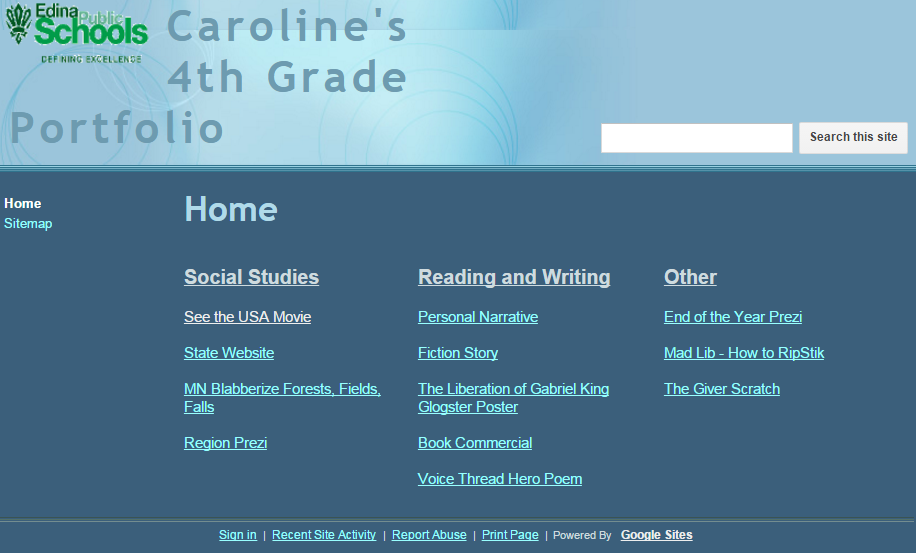 Edina Public
Schools
DEFINING EXCELLENCE
Caroline's
4th Grade
Portfolio
Search this site
Home
Sitemap
Home
Social Studies
See the USA Movie
State Website
MN Blabberize Forests, Fields,
Falls
Region Prezi
Reading and Writing
Personal Narrative
Fiction Story
The Liberation of Gabriel King
Glogster Poster
Book Commercial
Voice Thread Hero Poem
Other
End of the Year Prezi
Mad Lib - How to RipStik
The Giver Scratch
Sign in | Recent Site Activity | Report Abuse | Print Page | Powered By Google Sites